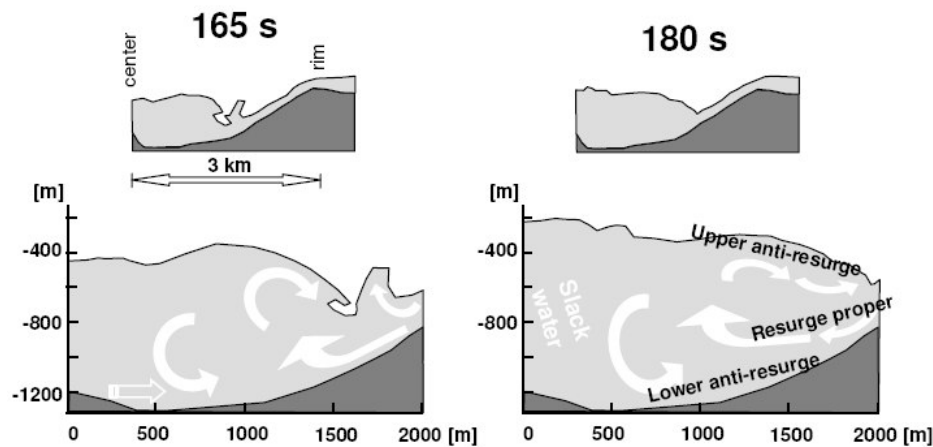 165 s
180 s
center
rim
3 km
[m]
-400
-800
-1200
0
500
1000
1500
2000
[m]
[m]
-400
-800
-1200
0
500
1000
1500
2000
[m]
Upper anti-resurge
Slack
water
Resurge proper
Lower anti-resurge